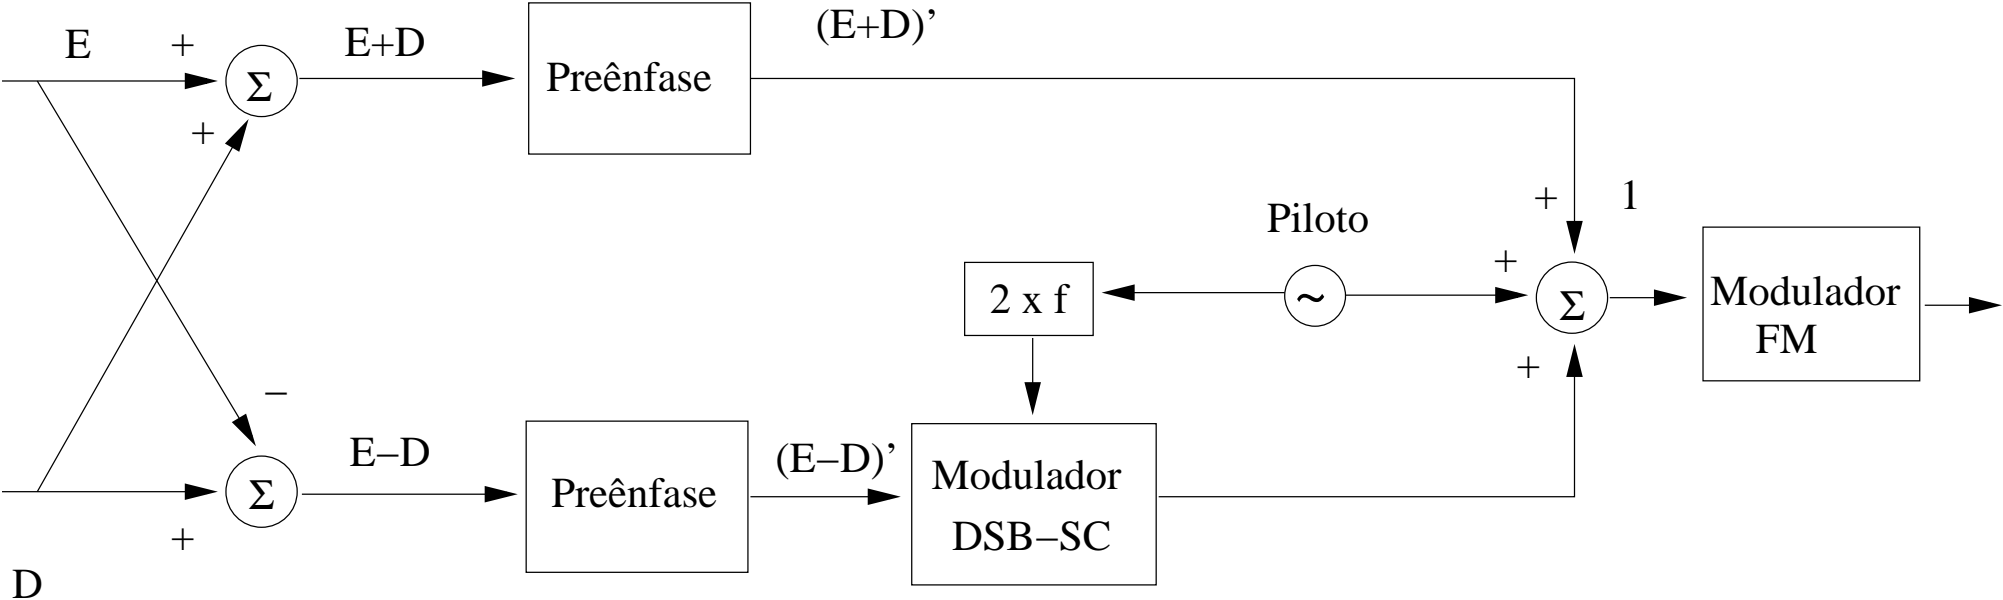 E
+
Σ
+
E+D
Preênfase
(E+D)’
+
1
Piloto
~
+
Σ
+
2 x f
Modulador
FM
−
Σ
+
D
E−D
Preênfase
(E−D)’
Modulador
DSB−SC